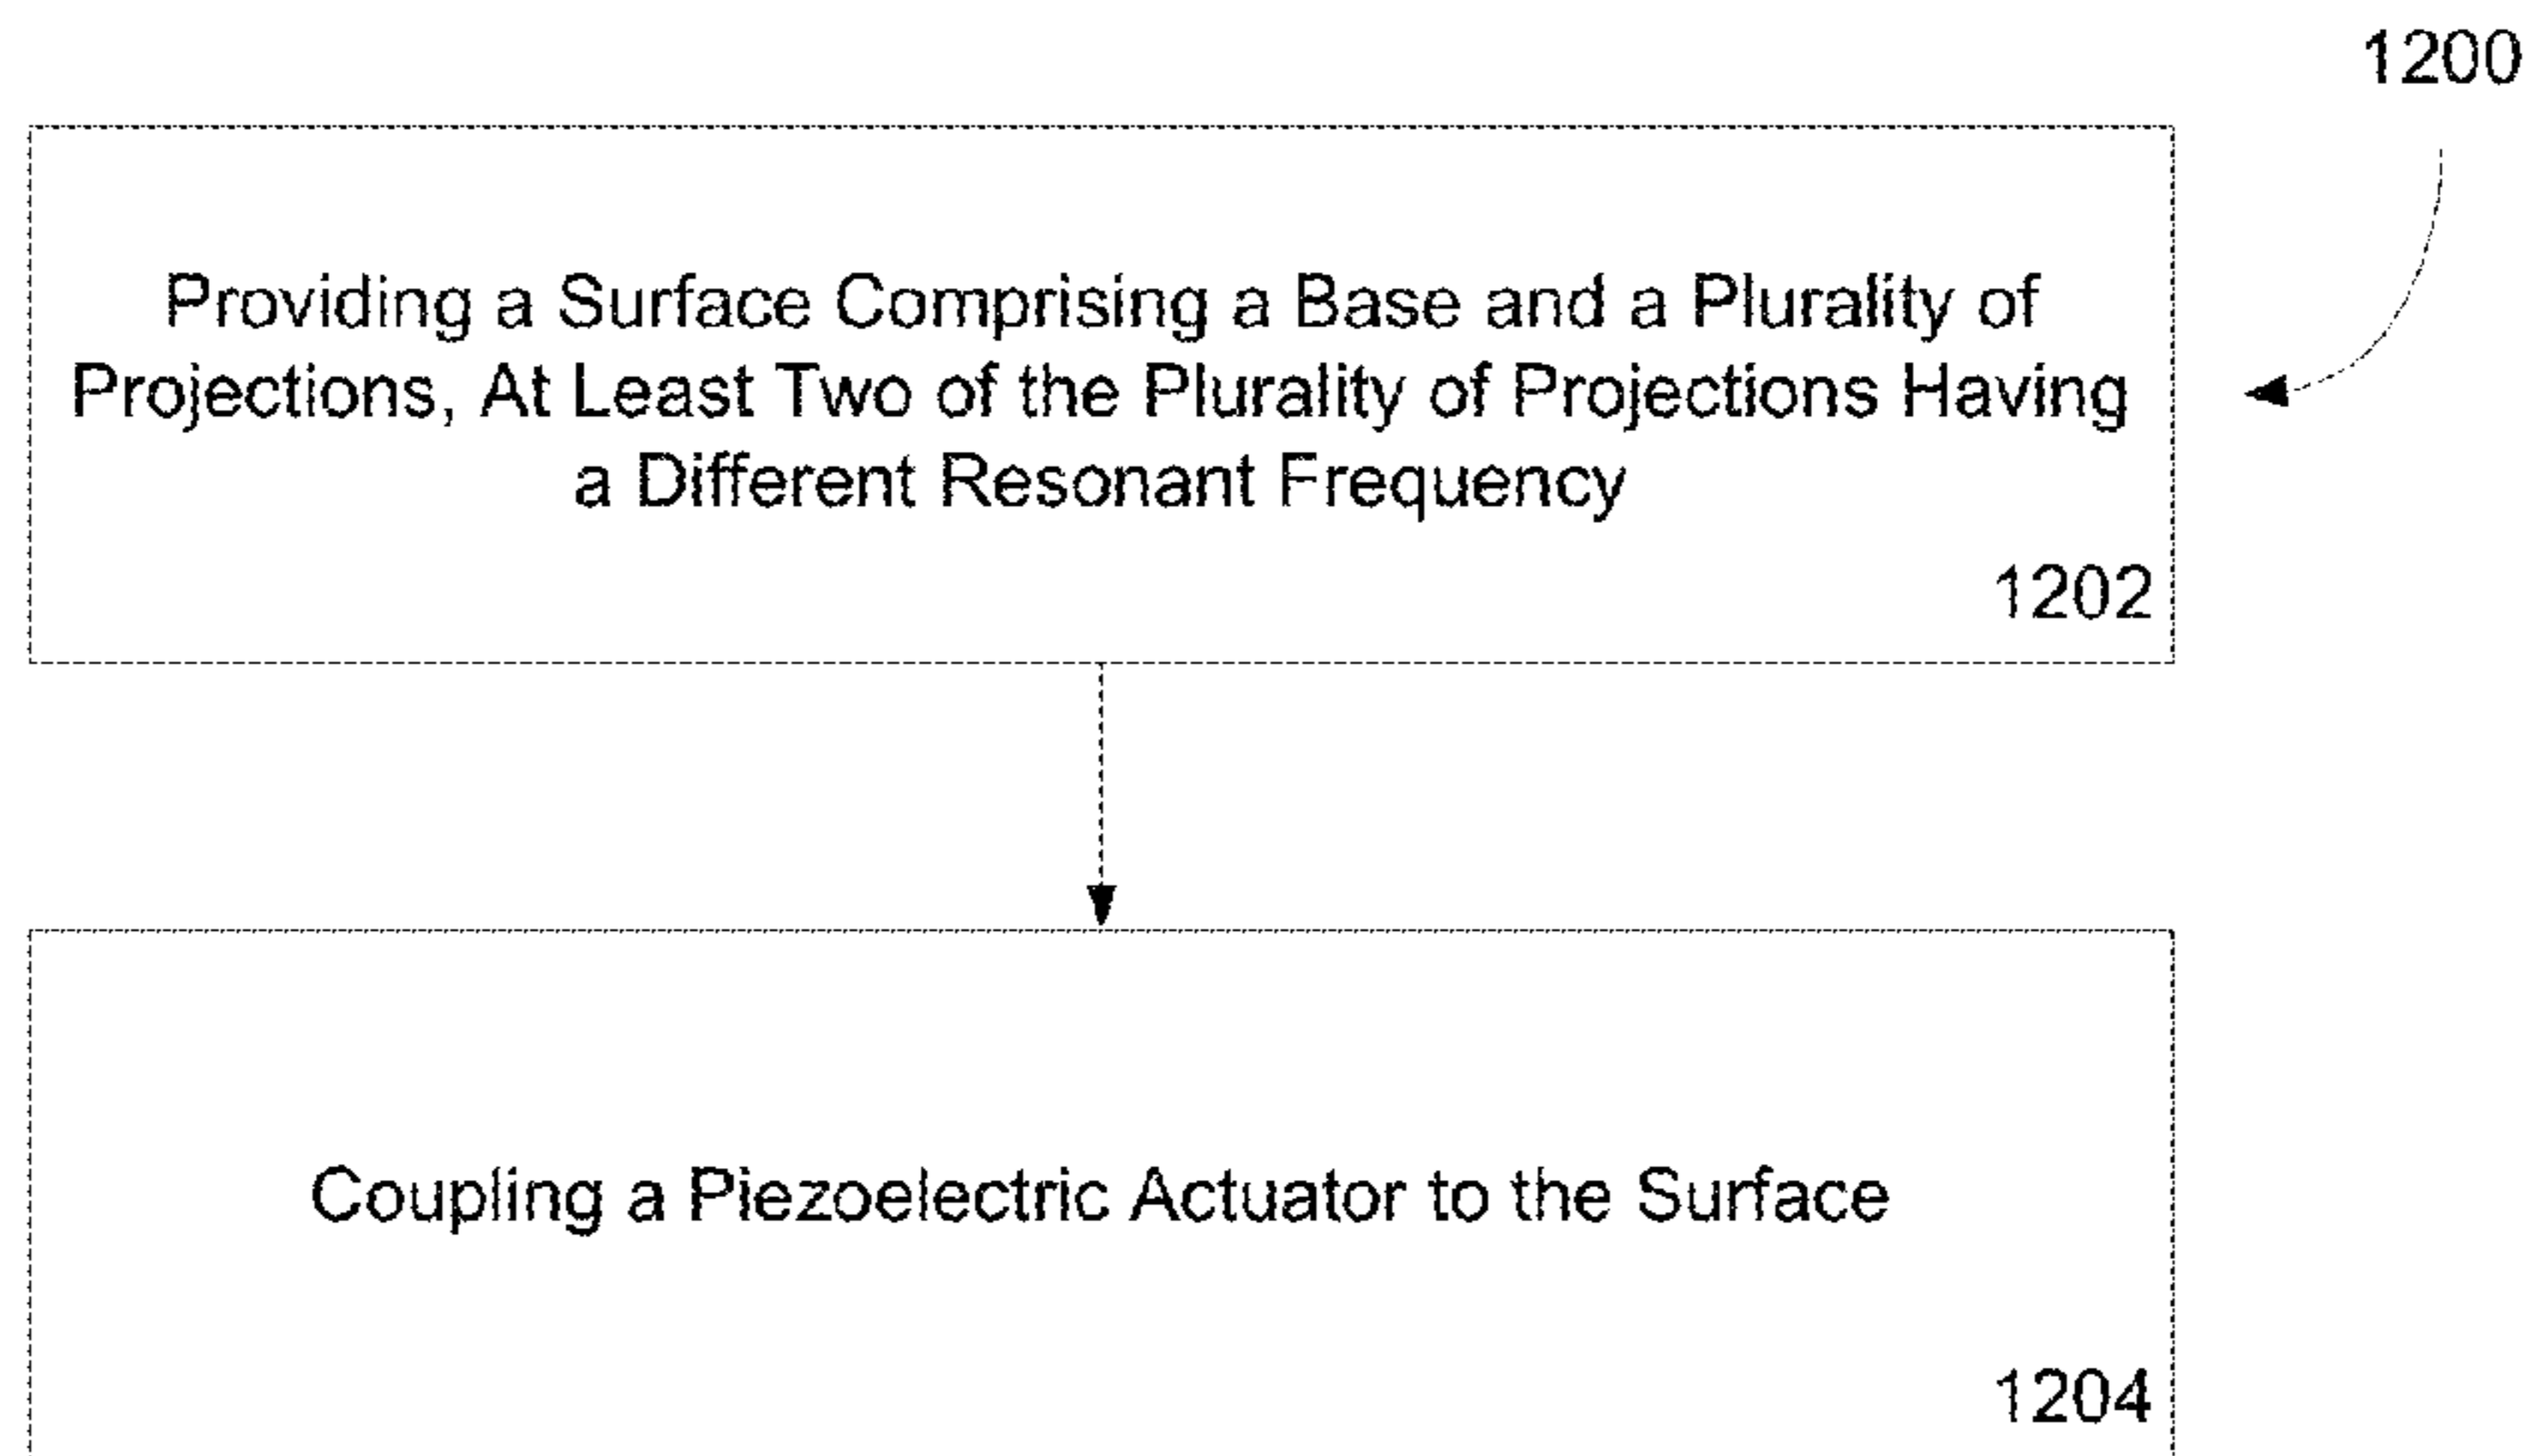 1200
Providing a Surface Comprising a Base and a Plurality of
Projections, At Least Two of the Plurality of Projections Having
a Different Resonant Frequency
1202
Coupling a Piezoelectric Actuator to the Surface
1204